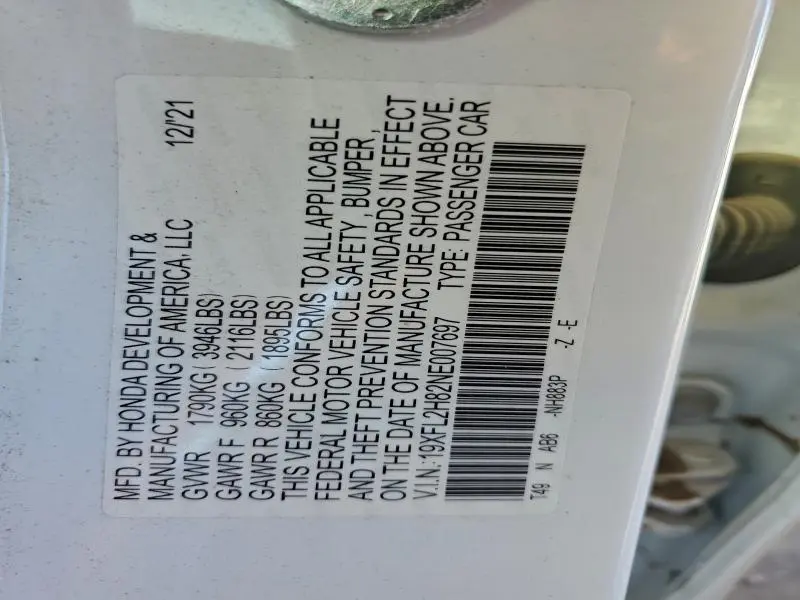 MFD. BY HONDA DEVELOPMENT &
MANUFACTURING OF AMERICA, LLC 12/'21
GVWR 1790KG ( 3946LBS)
GAWR F 960KG ( 2116LBS)
GAWR R 860KG ( 1895LBS)
THIS VEHICLE CONFORMS TO ALL APPLICABLE
FEDERAL MOTOR VEHICLE SAFETY , BUMPER ,
AND THEFT PREVENTION STANDARDS IN EFFECT
ON THE DATE OF MANUFACTURE SHOWN ABOVE.
V.I.N.: 19XFL2H82NE007697 TYPE: PASSENGER CAR
T49 N AB6 -NH883P -Z -E